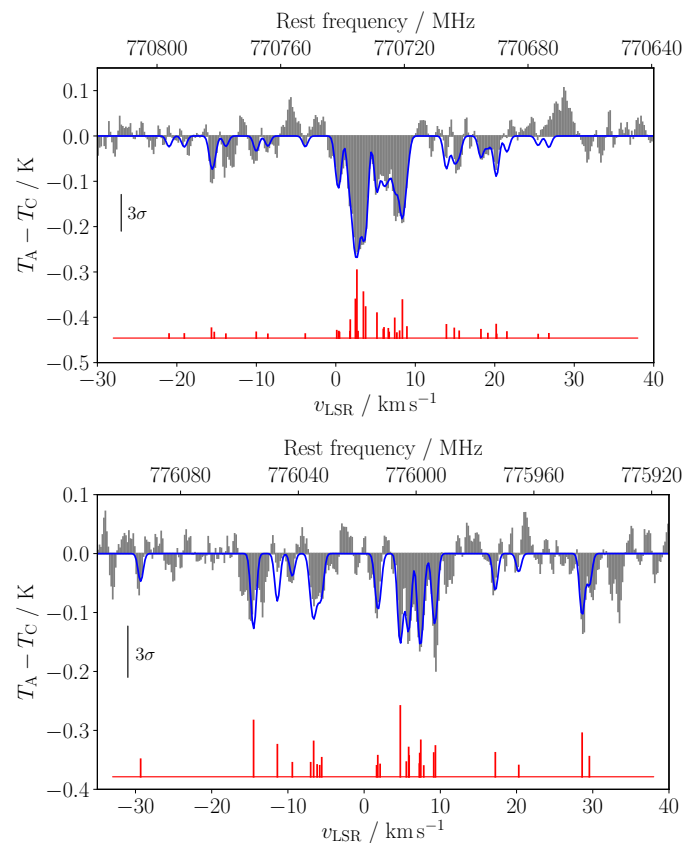 Rest frequency / MHz
770800 770760 770720 770680 770640
0.1
0.0
−0.1
−0.2
−0.3
−0.4
−0.5
T_A − T_C / K
3σ
−30 −20 −10 0 10 20 30 40
v_LSR / km s⁻¹
Rest frequency / MHz
776080 776040 776000 775960 775920
0.1
0.0
−0.1
−0.2
−0.3
−0.4
T_A − T_C / K
3σ
−30 −20 −10 0 10 20 30 40
v_LSR / km s⁻¹